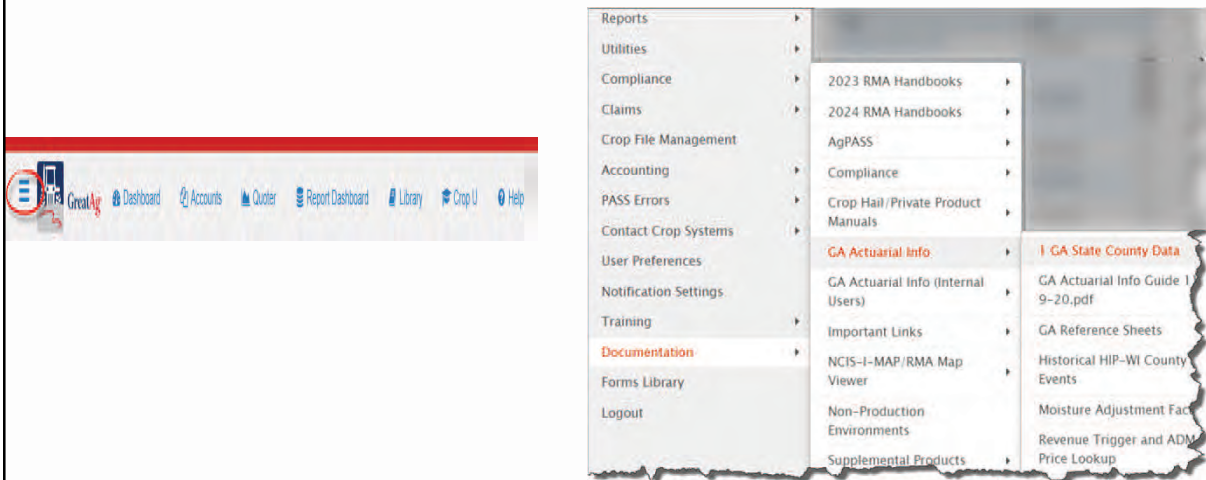 GreatAg Dashboard Accounts Quoter Report Dashboard Library Crop U Help
Reports
Utilities
Compliance
Claims
Crop File Management
Accounting
PASS Errors
Contact Crop Systems
User Preferences
Notification Settings
Training
Documentation
Forms Library
Logout
2023 RMA Handbooks
2024 RMA Handbooks
AgPASS
Compliance
Crop Hail/Private Product
Manuals
GA Actuarial Info
GA Actuarial Info (Internal
Users)
Important Links
NCIS-I-MAP/RMA Map
Viewer
Non-Production
Environments
Supplemental Products
1 GA State County Data
GA Actuarial Info Guide 1
9-20.pdf
GA Reference Sheets
Historical HIP-WI County
Events
Moisture Adjustment Fac
Revenue Trigger and ADM
Price Lookup